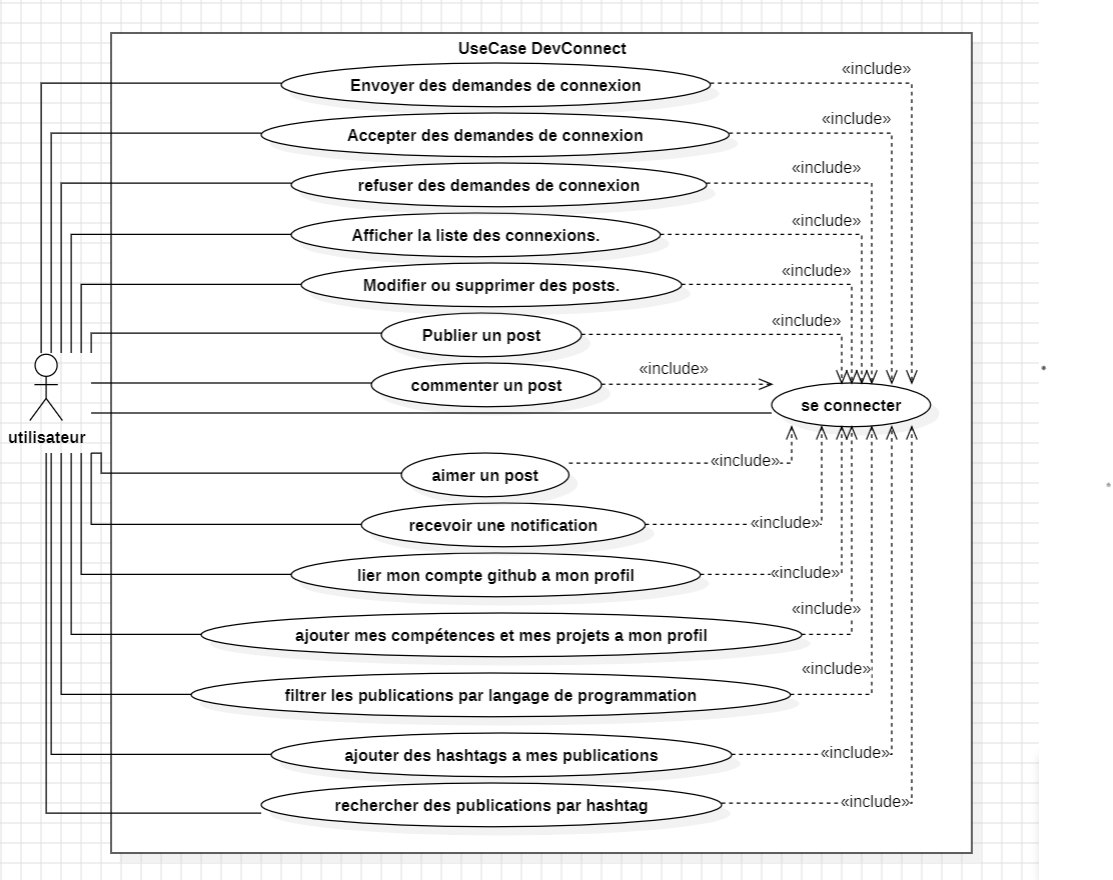 UseCase DevConnect
«include»
Envoyer des demandes de connexion
«include»
Accepter des demandes de connexion
«include»
refuser des demandes de connexion
«include»
Afficher la liste des connexions.
«include»
Modifier ou supprimer des posts.
«include»
Publier un post
«include»
commenter un post
se connecter
utilisateur
«include»
aimer un post
«include»
recevoir une notification
«include»
lier mon compte github a mon profil
«include»
ajouter mes compétences et mes projets a mon profil
«include»
filtrer les publications par langage de programmation
«include»
ajouter des hashtags a mes publications
«include»
rechercher des publications par hashtag